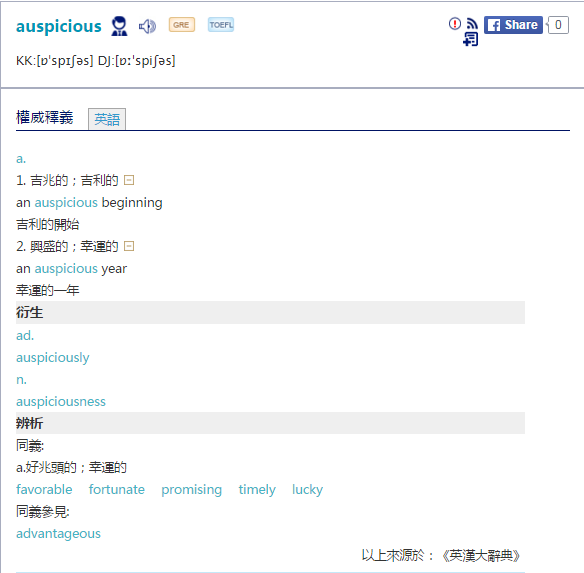 auspicious GRE TOEFL Share 0
KK:[ɒˈspɪʃəs] DJ:[ɒːˈspiʃəs]
權威釋義 英語
a.
1. 吉兆的；吉利的
an auspicious beginning
吉利的開始
2. 興盛的；幸運的
an auspicious year
幸運的一年
衍生
ad.
auspiciously
n.
auspiciousness
辨析
同義:
a.好兆頭的；幸運的
favorable fortunate promising timely lucky
同義參見:
advantageous
以上來源於：《英漢大辭典》